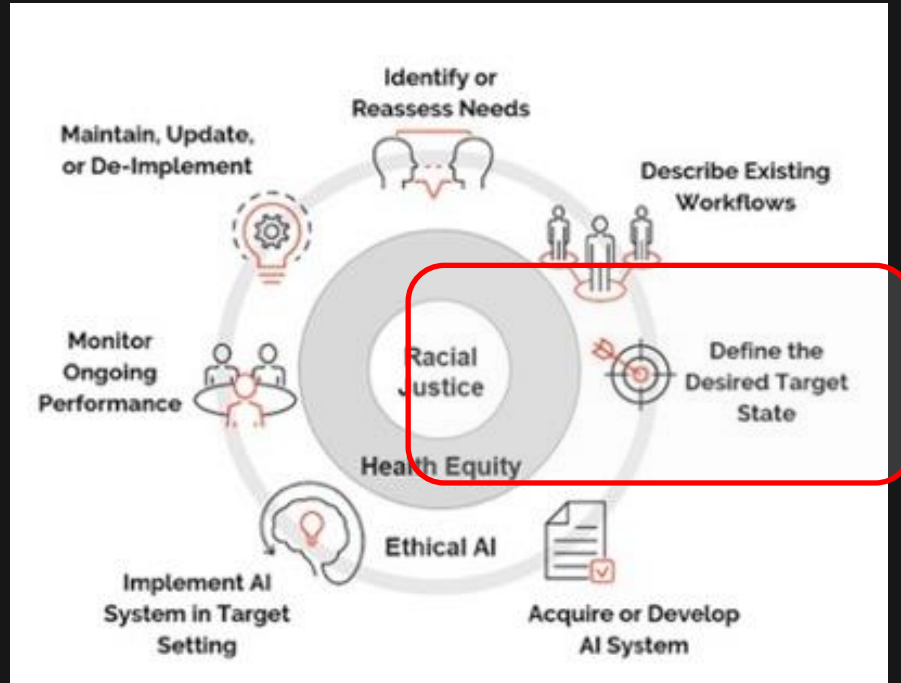 Identify or
Reassess Needs
Describe Existing
Workflows
Define the
Desired Target
State
Acquire or Develop
AI System
Implement AI
System in Target
Setting
Monitor
Ongoing
Performance
Maintain, Update,
or De-Implement
Racial
Justice
Health Equity
Ethical AI